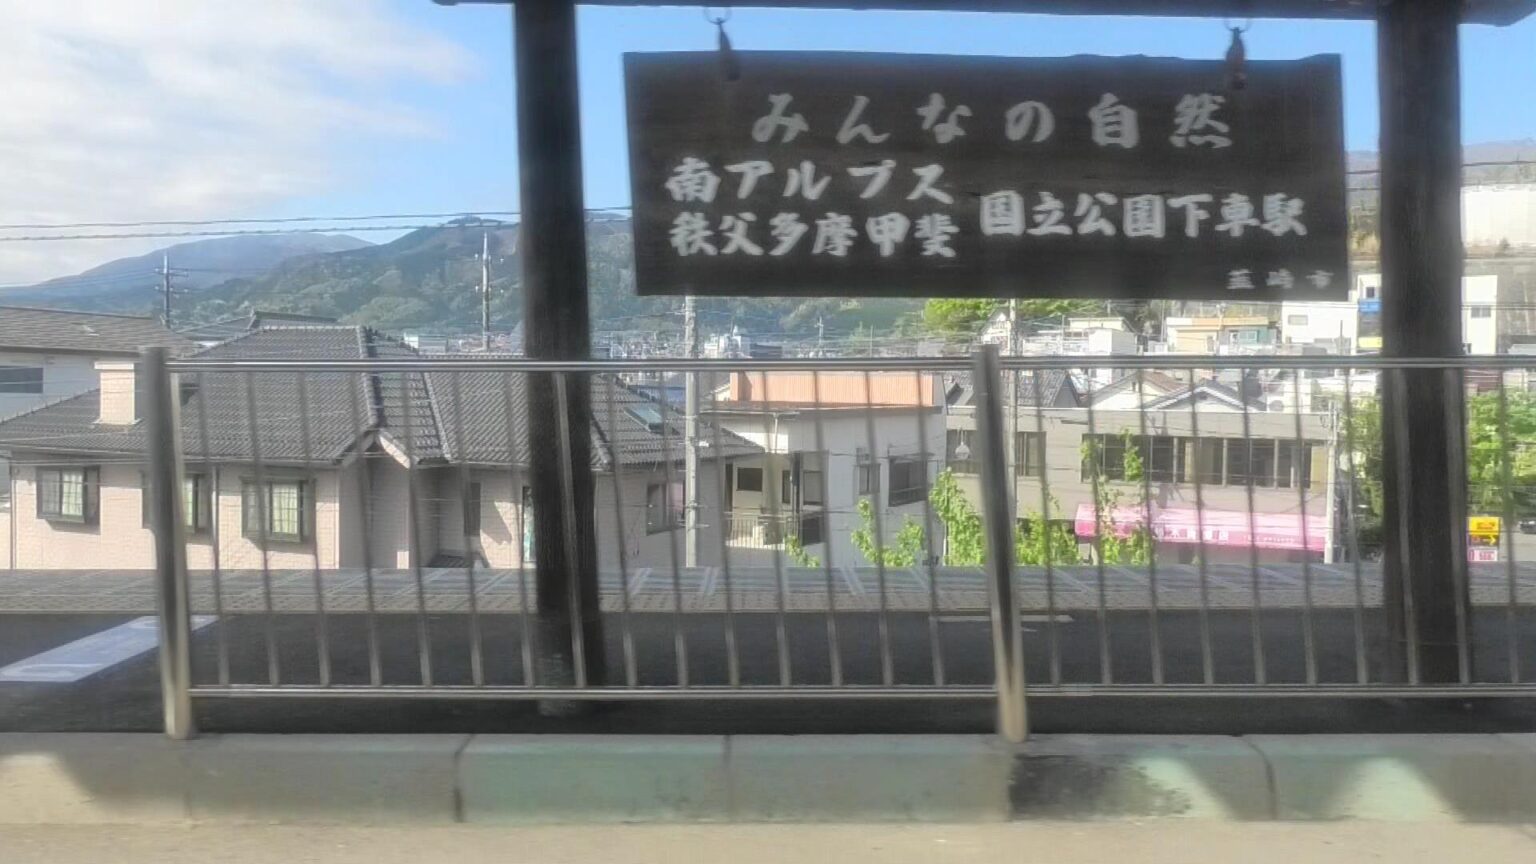 みんなの自然
南アルプス
秩父多摩甲斐
国立公園下車駅
韮崎市